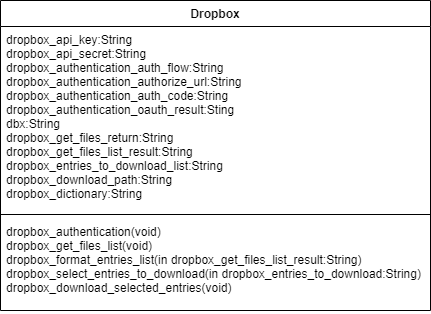 Dropbox
dropbox_api_key:String
dropbox_api_secret:String
dropbox_authentication_auth_flow:String
dropbox_authentication_authorize_url:String
dropbox_authentication_auth_code:String
dropbox_authentication_oauth_result:Sting
dbx:String
dropbox_get_files_return:String
dropbox_get_files_list_result:String
dropbox_entries_to_download_list:String
dropbox_download_path:String
dropbox_dictionary:String
dropbox_authentication(void)
dropbox_get_files_list(void)
dropbox_format_entries_list(in dropbox_get_files_list_result:String)
dropbox_select_entries_to_download(in dropbox_entries_to_download:String)
dropbox_download_selected_entries(void)